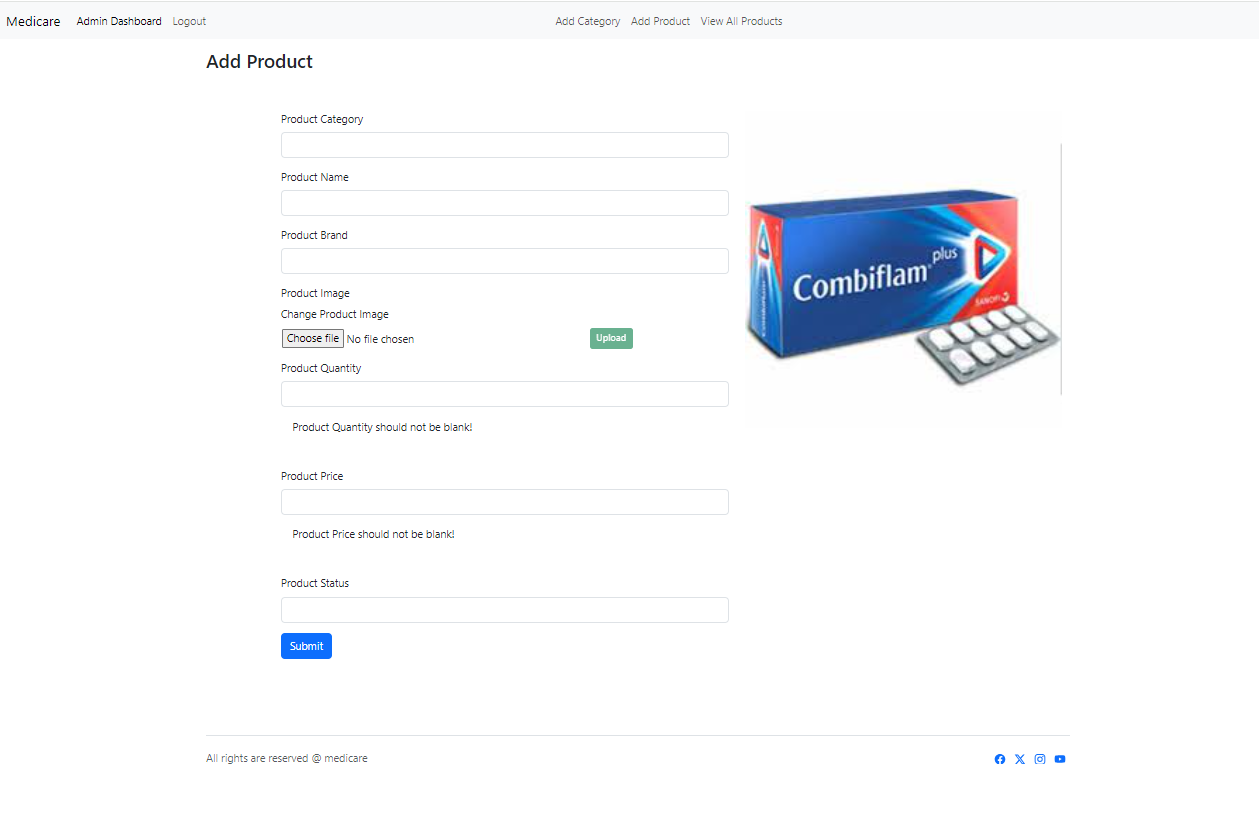 Medicare Admin Dashboard Logout Add Category Add Product View All Products
Add Product
Product Category
Product Name
Product Brand
Product Image
Change Product Image
Choose file No file chosen Upload
Product Quantity
Product Quantity should not be blank!
Product Price
Product Price should not be blank!
Product Status
Submit
Combiflam® plus
SANOFI
Combiflam
All rights are reserved @ medicare